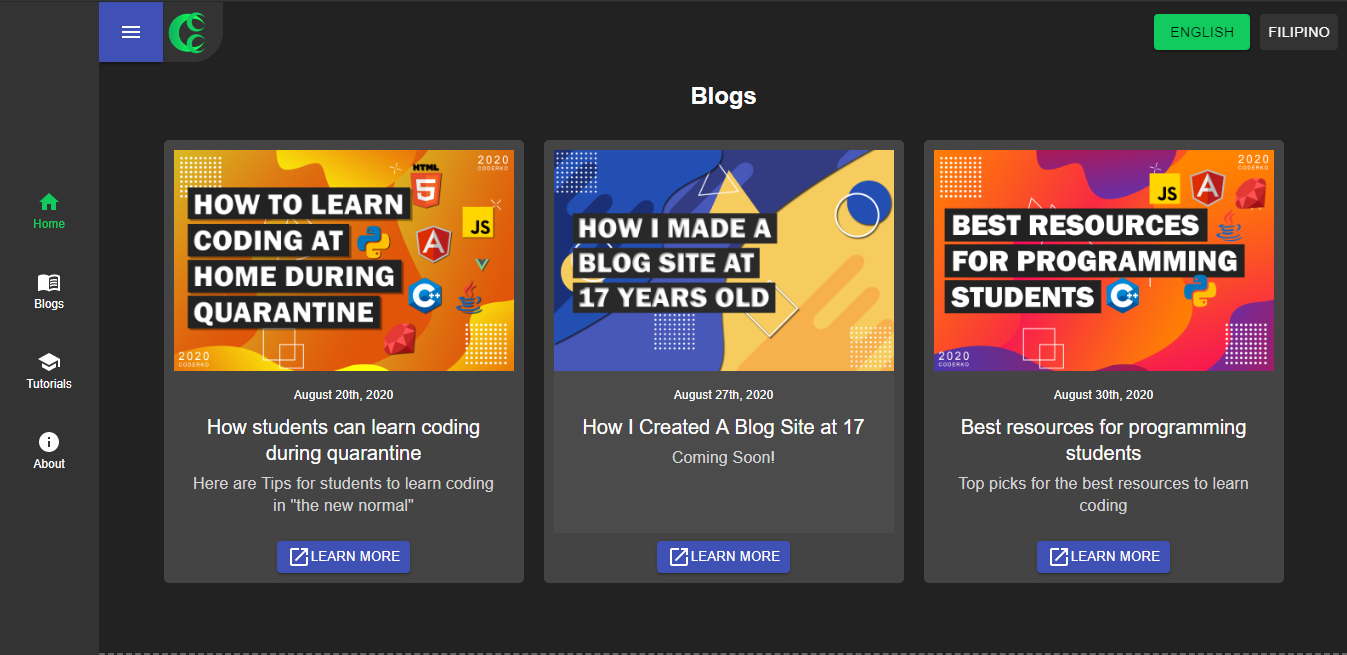 ENGLISH
FILIPINO
Home
Blogs
Tutorials
About
Blogs
2020
CODERKO
HTML
5
HOW TO LEARN
CODING AT
HOME DURING
QUARANTINE
JS
C++
2020
CODERKO
August 20th, 2020
How students can learn coding
during quarantine
Here are Tips for students to learn coding
in "the new normal"
LEARN MORE
HOW I MADE A
BLOG SITE AT
17 YEARS OLD
August 27th, 2020
How I Created A Blog Site at 17
Coming Soon!
LEARN MORE
2020
CODERKO
JS
BEST RESOURCES
FOR PROGRAMMING
STUDENTS
C++
2020
CODERKO
August 30th, 2020
Best resources for programming
students
Top picks for the best resources to learn
coding
LEARN MORE